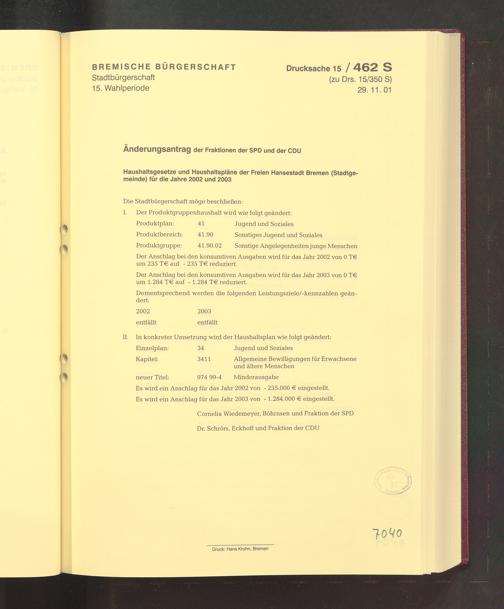 BREMISCHE BÜRGERSCHAFT
Stadtbürgerschaft
15. Wahlperiode
Drucksache 15 / 462 S
(zu Drs. 15/350 S)
29. 11. 01
Änderungsantrag der Fraktionen der SPD und der CDU
Haushaltsgesetze und Haushaltspläne der Freien Hansestadt Bremen (Stadtge-
meinde) für die Jahre 2002 und 2003
Die Stadtbürgerschaft möge beschließen:
I. Der Produktgruppenhaushalt wird wie folgt geändert:
Produktplan: 41 Jugend und Soziales
Produktbereich: 41.90 Sonstiges Jugend und Soziales
Produktgruppe: 41.90.02 Sonstige Angelegenheiten junge Menschen
Der Anschlag bei den konsumtiven Ausgaben wird für das Jahr 2002 von 0 T€
um 235 T€ auf - 235 T€ reduziert.
Der Anschlag bei den konsumtiven Ausgaben wird für das Jahr 2003 von 0 T€
um 1.284 T€ auf - 1.284 T€ reduziert.
Dementsprechend werden die folgenden Leistungsziele/-kennzahlen geän-
dert:
2002 2003
entfällt entfällt
II. In konkreter Umsetzung wird der Haushaltsplan wie folgt geändert:
Einzelplan: 34 Jugend und Soziales
Kapitel: 3411 Allgemeine Bewilligungen für Erwachsene
und ältere Menschen
neuer Titel: 974 99-4 Minderausgabe
Es wird ein Anschlag für das Jahr 2002 von - 235.000 € eingestellt.
Es wird ein Anschlag für das Jahr 2003 von - 1.284.000 € eingestellt.
Cornelia Wiedemeyer, Böhrnsen und Fraktion der SPD
Dr. Schrörs, Eckhoff und Fraktion der CDU
7040
Druck: Hans Krohn, Bremen